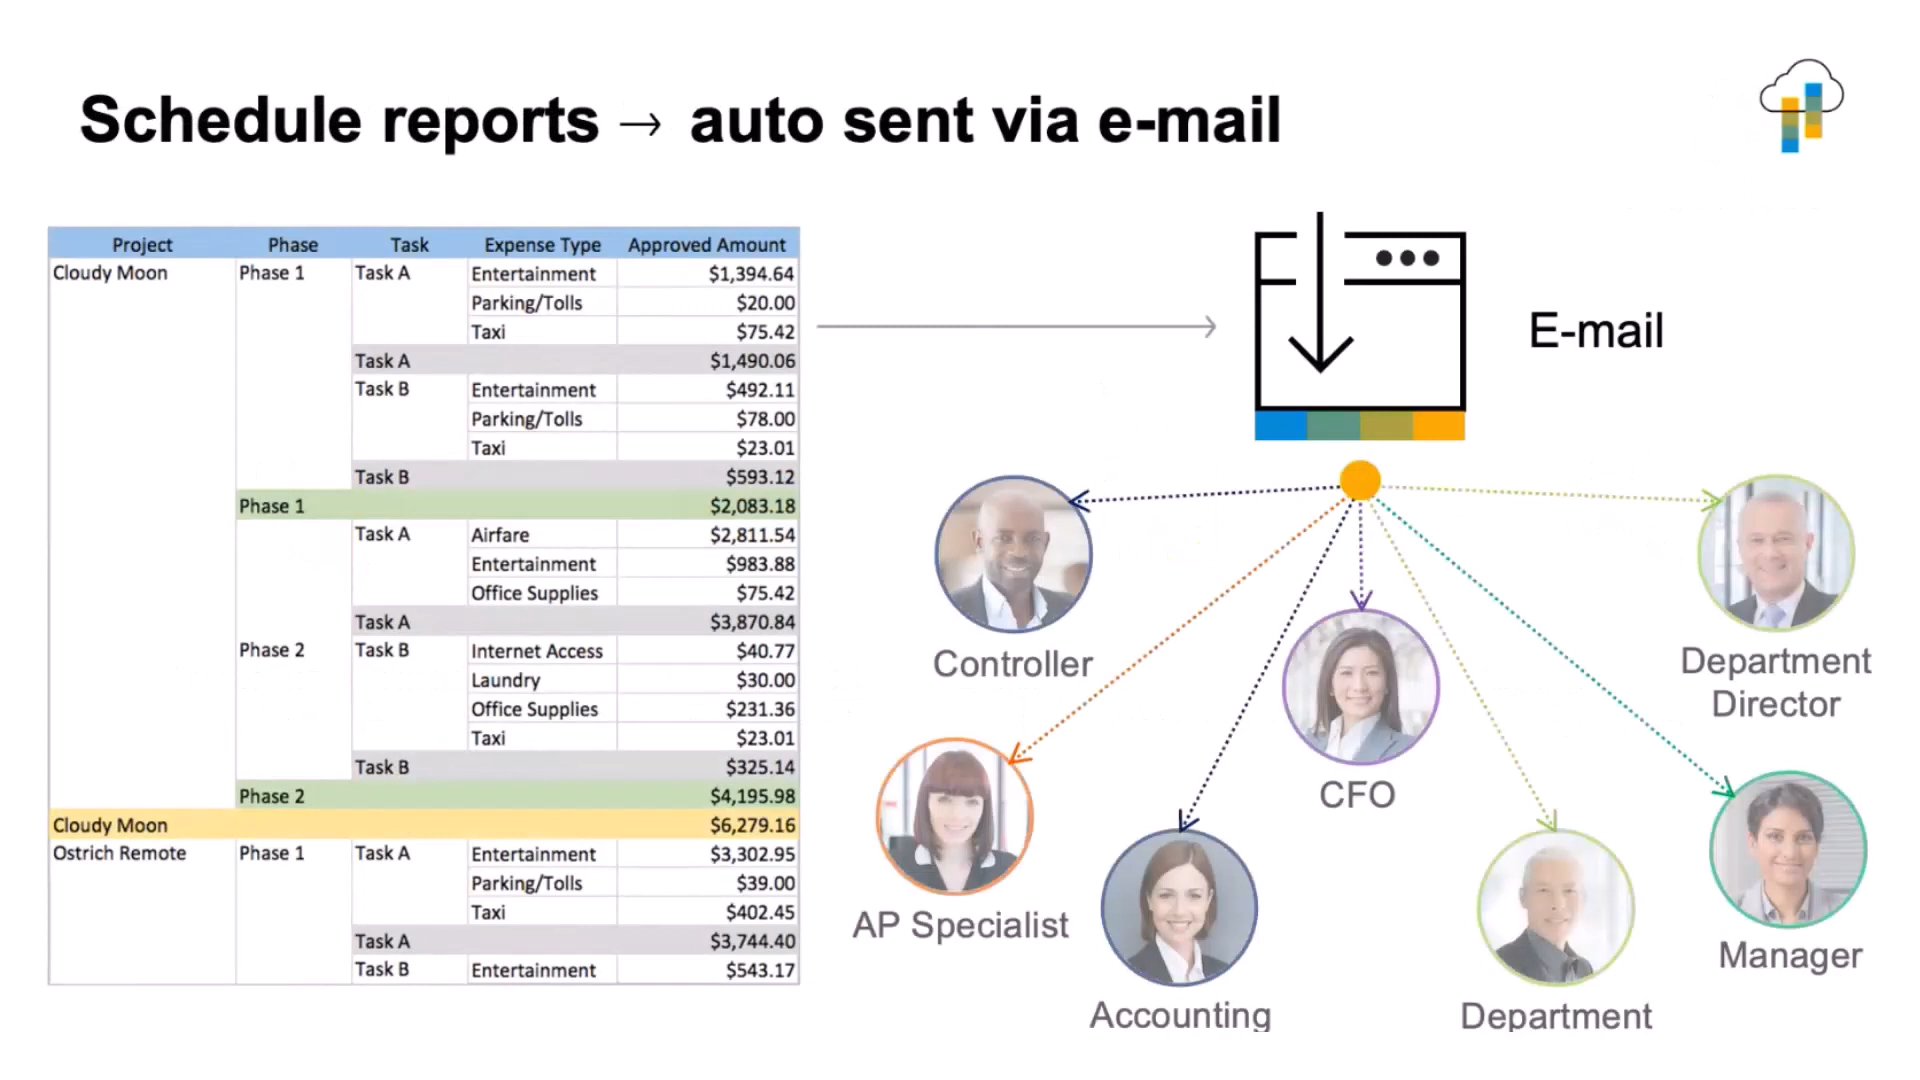 Schedule reports → auto sent via e-mail
Project Phase Task Expense Type Approved Amount
Cloudy Moon Phase 1 Task A Entertainment $1,394.64
Parking/Tolls $20.00
Taxi $75.42
Task A $1,490.06
Task B Entertainment $492.11
Parking/Tolls $78.00
Taxi $23.01
Task B $593.12
Phase 1 $2,083.18
Task A Airfare $2,811.54
Entertainment $983.88
Office Supplies $75.42
Task A $3,870.84
Phase 2 Task B Internet Access $40.77
Laundry $30.00
Office Supplies $231.36
Taxi $23.01
Task B $325.14
Phase 2 $4,195.98
Cloudy Moon $6,279.16
Ostrich Remote Phase 1 Task A Entertainment $3,302.95
Parking/Tolls $39.00
Taxi $402.45
Task A $3,744.40
Task B Entertainment $543.17
E-mail
Controller
Department
Director
CFO
AP Specialist
Manager
Accounting
Department